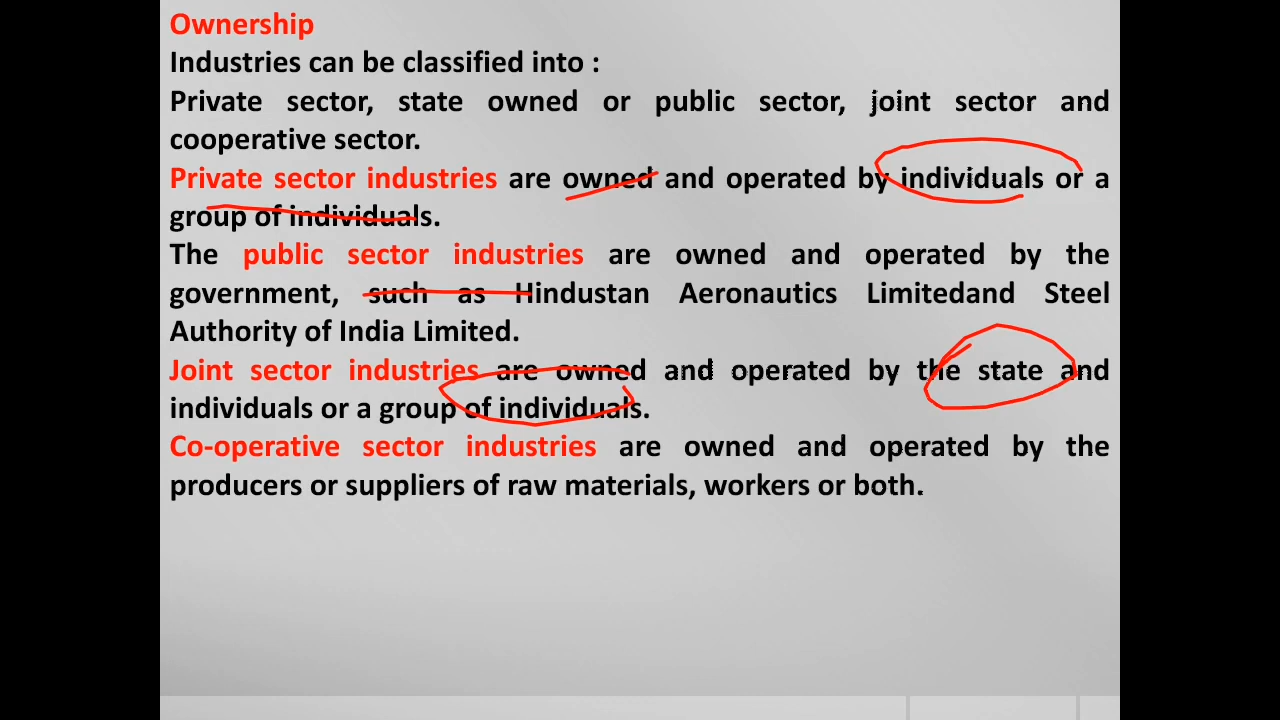 Ownership
Industries can be classified into :
Private sector, state owned or public sector, joint sector and
cooperative sector.
Private sector industries are owned and operated by individuals or a
group of individuals.
The public sector industries are owned and operated by the
government, such as Hindustan Aeronautics Limitedand Steel
Authority of India Limited.
Joint sector industries are owned and operated by the state and
individuals or a group of individuals.
Co-operative sector industries are owned and operated by the
producers or suppliers of raw materials, workers or both.